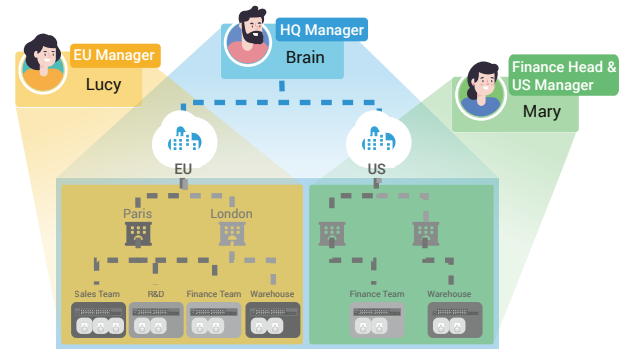 HQ Manager
Brain
EU Manager
Lucy
Finance Head &
US Manager
Mary
EU
US
Paris
London
Sales Team
R&D
Finance Team
Warehouse
Finance Team
Warehouse